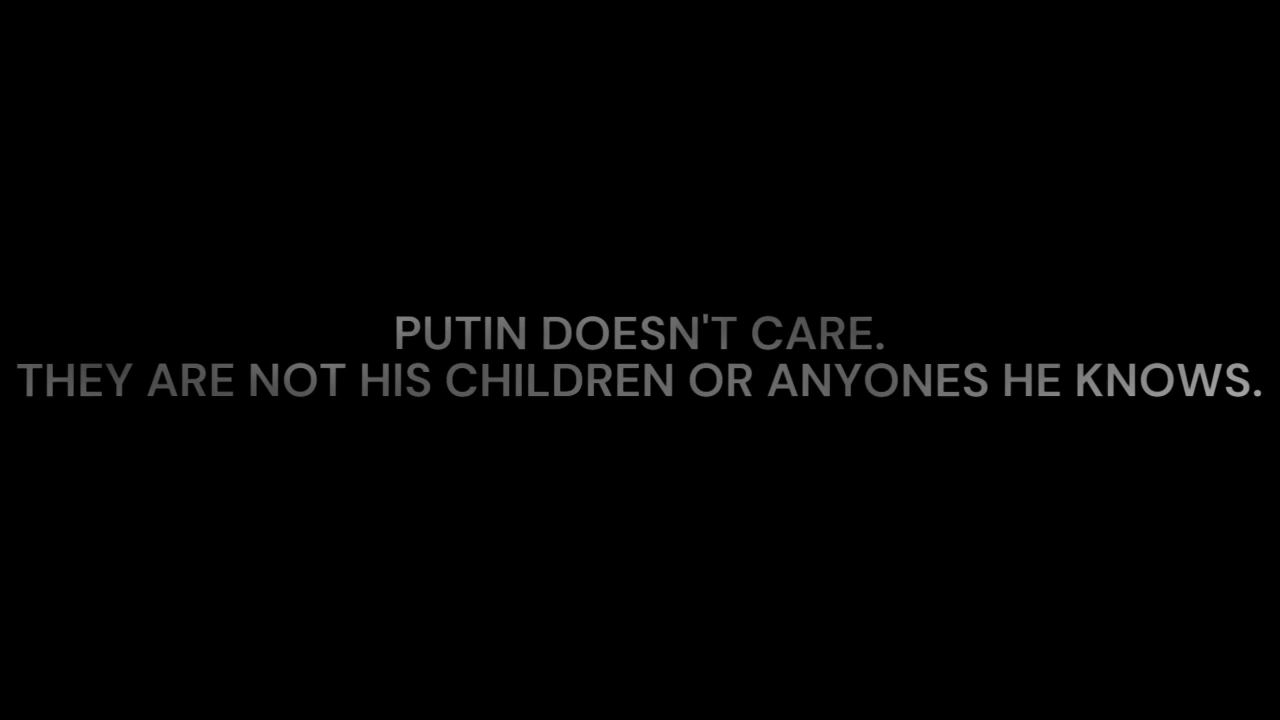 PUTIN DOESN'T CARE.
THEY ARE NOT HIS CHILDREN OR ANYONES HE KNOWS.